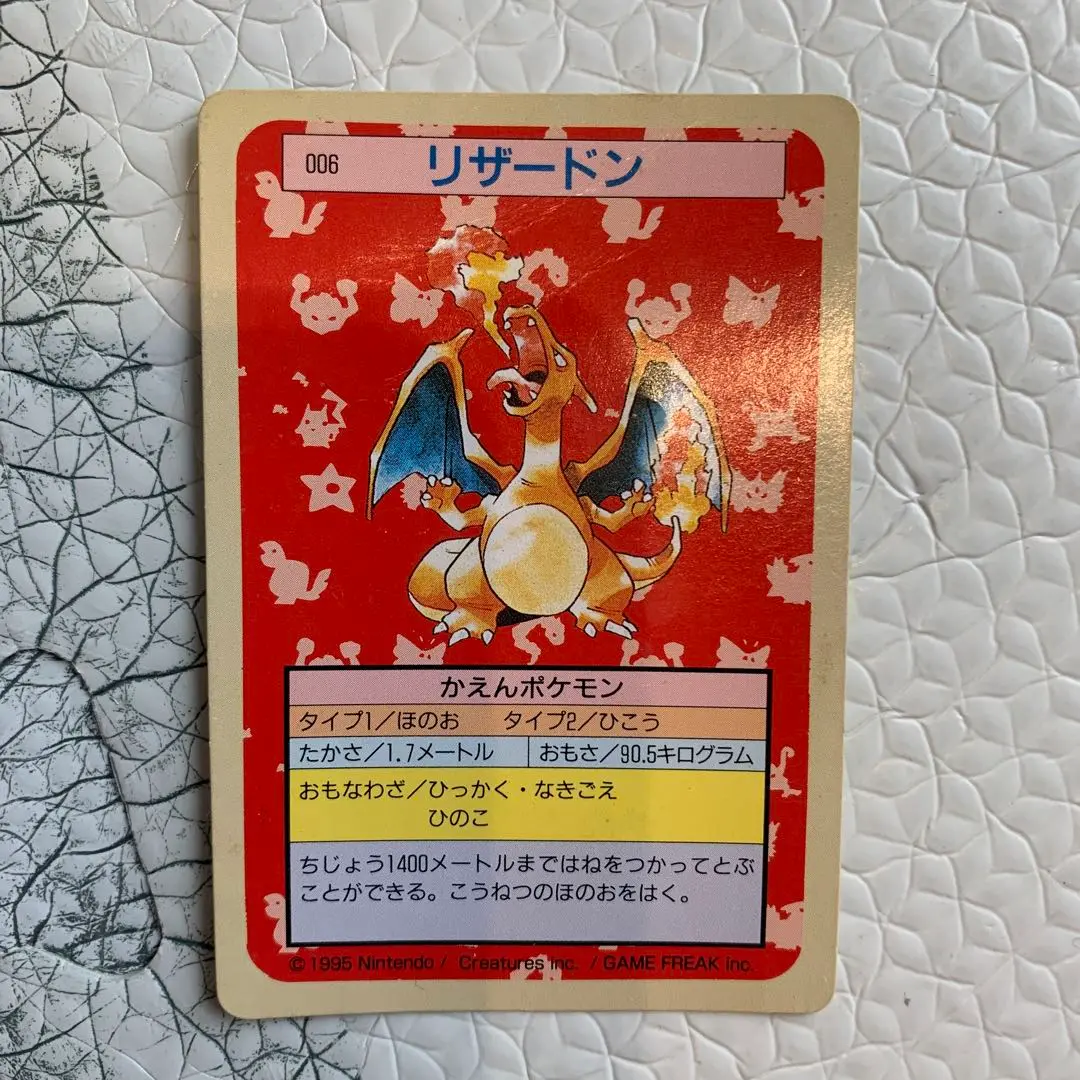 006 リザードン
かえんポケモン
タイプ1／ほのお タイプ2／ひこう
たかさ／1.7メートル おもさ／90.5キログラム
おもなわざ／ひっかく・なきごえ
ひのこ
ちじょう1400メートルまではねをつかってとぶ
ことができる。こうねつのほのおをはく。
© 1995 Nintendo / Creatures inc. / GAME FREAK inc.